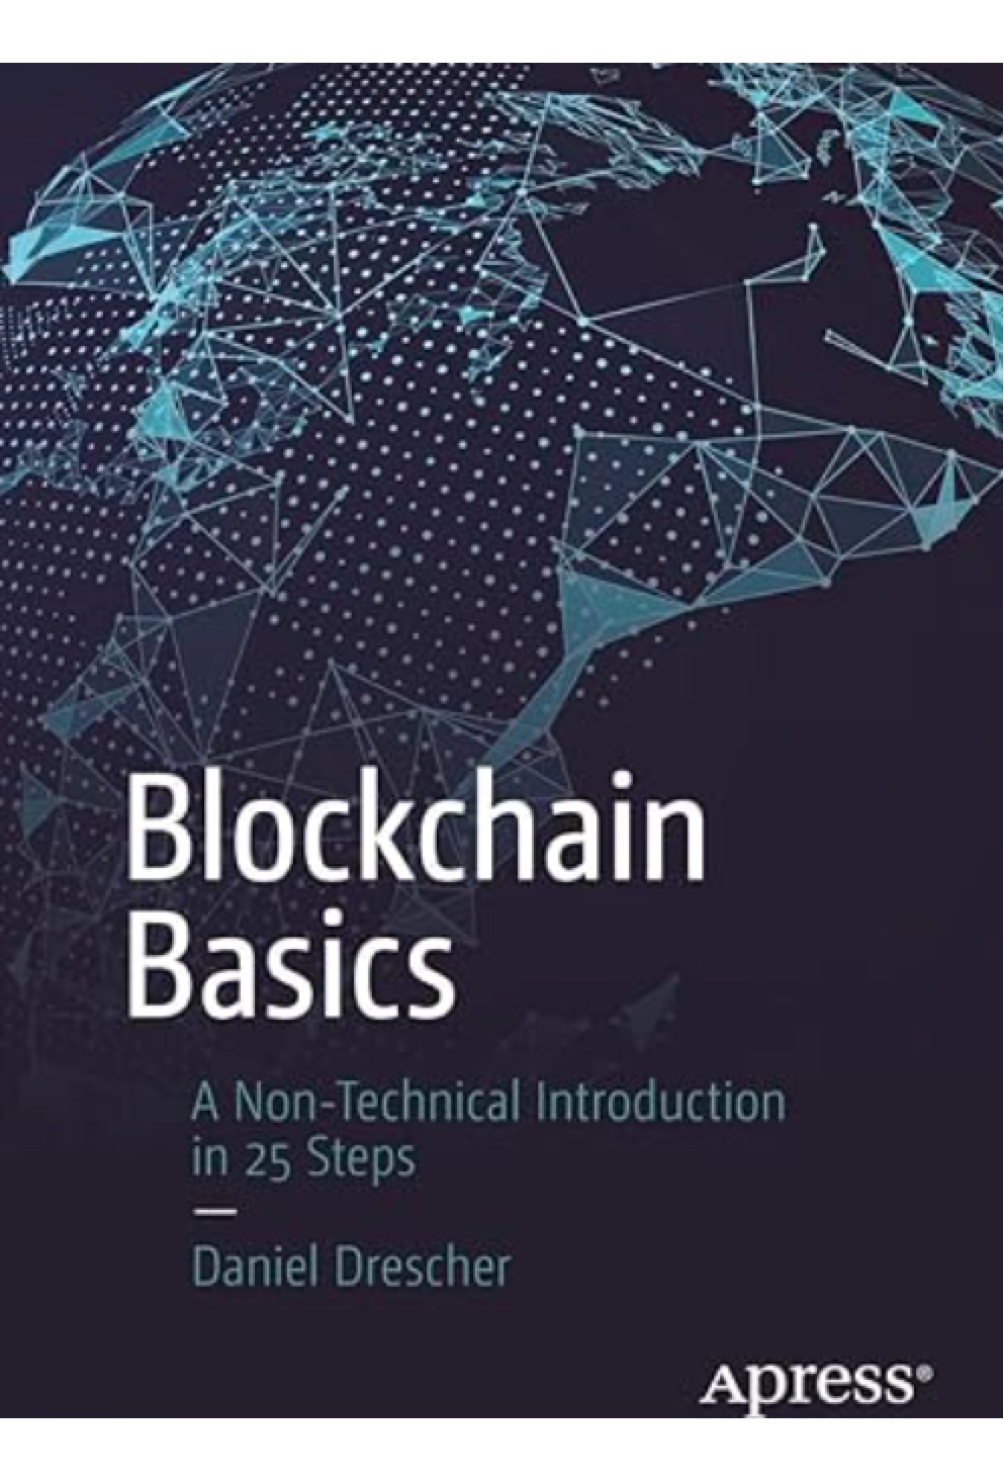 Blockchain
Basics
A Non-Technical Introduction
in 25 Steps
Daniel Drescher
Apress®